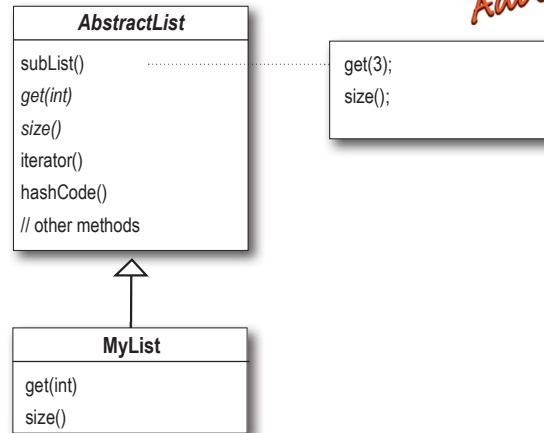 AbstractList
subList()
get(int)
size()
iterator()
hashCode()
// other methods
get(3);
size();
MyList
get(int)
size()